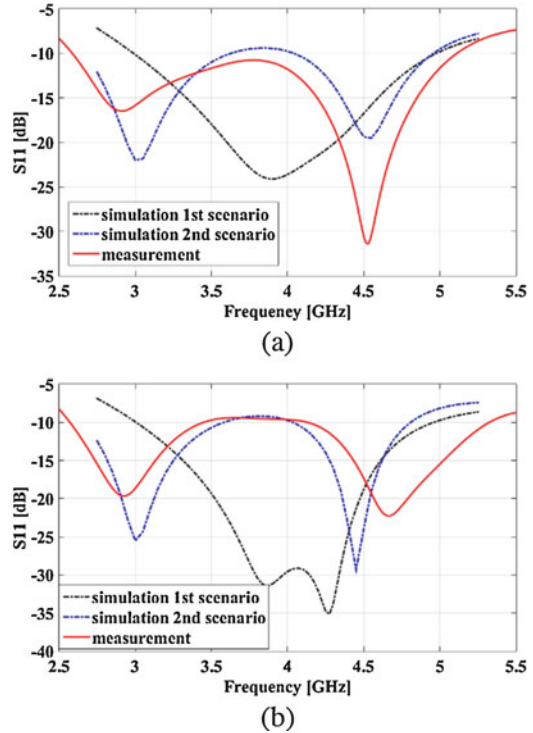 -5
-10
-15
-20
-25
-30
-35
S11 [dB]
simulation 1st scenario
simulation 2nd scenario
measurement
2.5 3 3.5 4 4.5 5 5.5
Frequency [GHz]
(a)
-5
-10
-15
-20
-25
-30
-35
-40
S11 [dB]
simulation 1st scenario
simulation 2nd scenario
measurement
2.5 3 3.5 4 4.5 5 5.5
Frequency [GHz]
(b)